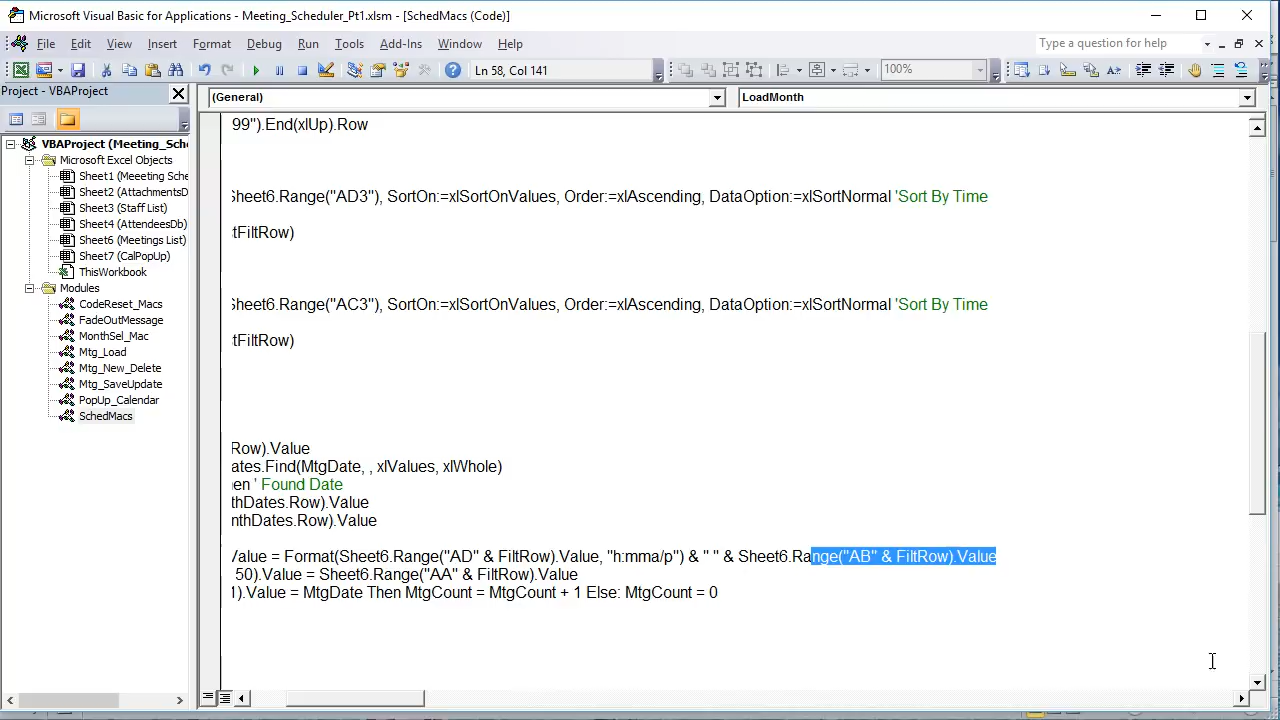 Microsoft Visual Basic for Applications - Meeting_Scheduler_Pt1.xlsm - [SchedMacs (Code)]
File Edit View Insert Format Debug Run Tools Add-Ins Window Help
Type a question for help
Ln 58, Col 141
100%
Project - VBAProject
(General)
LoadMonth
VBAProject (Meeting_Sche
Microsoft Excel Objects
Sheet1 (Meeeting Sche
Sheet2 (AttachmentsD
Sheet3 (Staff List)
Sheet4 (AttendeesDb)
Sheet6 (Meetings List)
Sheet7 (CalPopUp)
ThisWorkbook
Modules
CodeReset_Macs
FadeOutMessage
MonthSel_Mac
Mtg_Load
Mtg_New_Delete
Mtg_SaveUpdate
PopUp_Calendar
SchedMacs
99").End(xlUp).Row
Sheet6.Range("AD3"), SortOn:=xlSortOnValues, Order:=xlAscending, DataOption:=xlSortNormal 'Sort By Time
tFiltRow)
Sheet6.Range("AC3"), SortOn:=xlSortOnValues, Order:=xlAscending, DataOption:=xlSortNormal 'Sort By Time
tFiltRow)
Row).Value
ates.Find(MtgDate, , xlValues, xlWhole)
en ' Found Date
thDates.Row).Value
nthDates.Row).Value
Value = Format(Sheet6.Range("AD" & FiltRow).Value, "h:mma/p") & " " & Sheet6.Range("AB" & FiltRow).Value
50).Value = Sheet6.Range("AA" & FiltRow).Value
1).Value = MtgDate Then MtgCount = MtgCount + 1 Else: MtgCount = 0